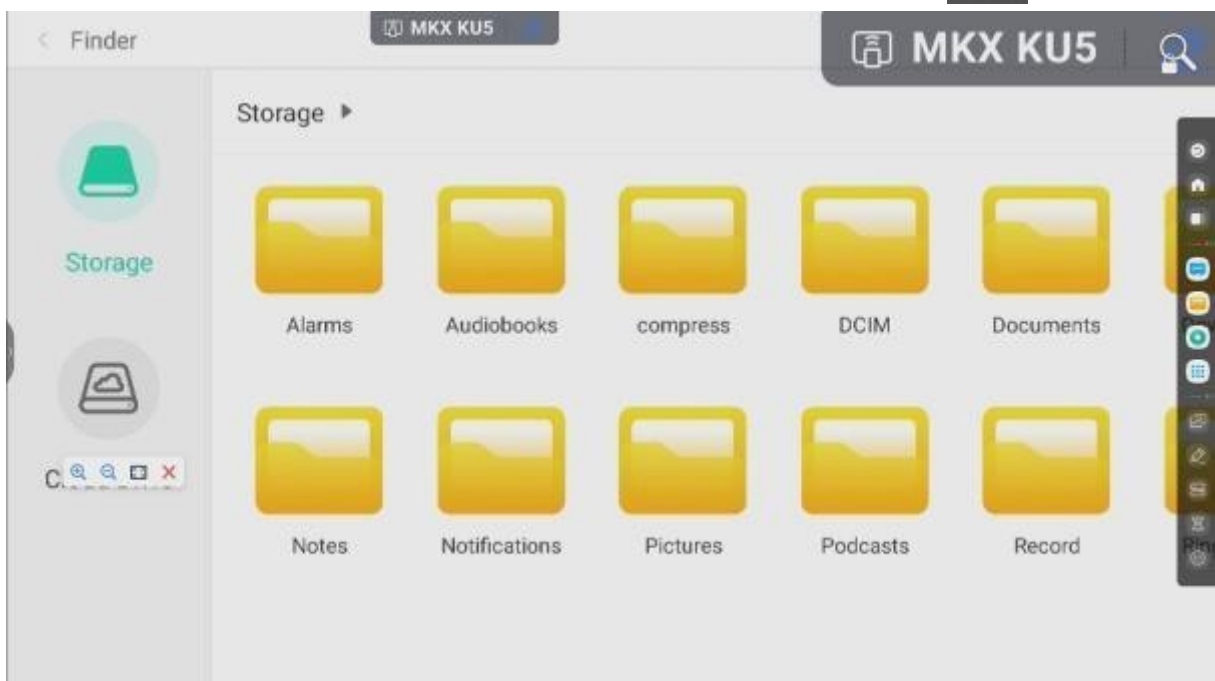 Finder
MKX KU5
MKX KU5
Storage
Storage
Alarms
Audiobooks
compress
DCIM
Documents
Notes
Notifications
Pictures
Podcasts
Record